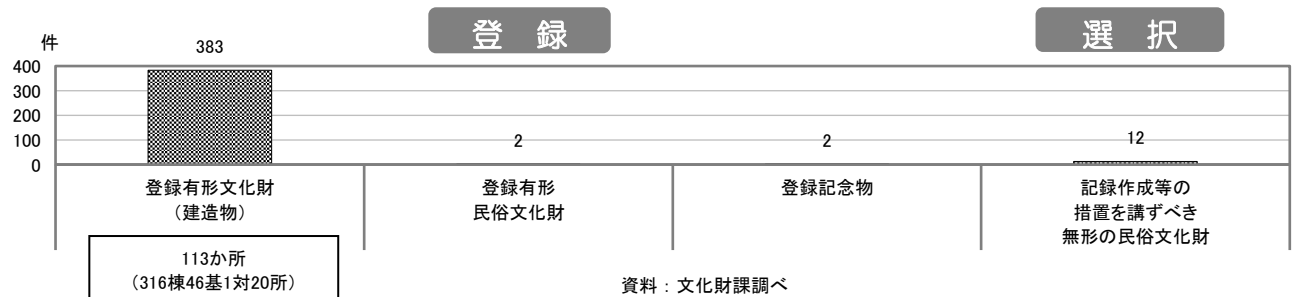 登 録
選 択
件
383
400
300
200
100
0
2
2
12
登録有形文化財
（建造物）
登録有形
民俗文化財
登録記念物
記録作成等の
措置を講ずべき
無形の民俗文化財
113か所
（316棟46基1対20所）
資料：文化財課調べ